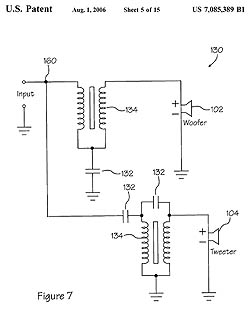 U.S. Patent Aug. 1, 2006 Sheet 5 of 15 US 7,085,389 B1
130
160
Input
134
+
-
102
Woofer
132
132
132
134
+
-
104
Tweeter
Figure 7